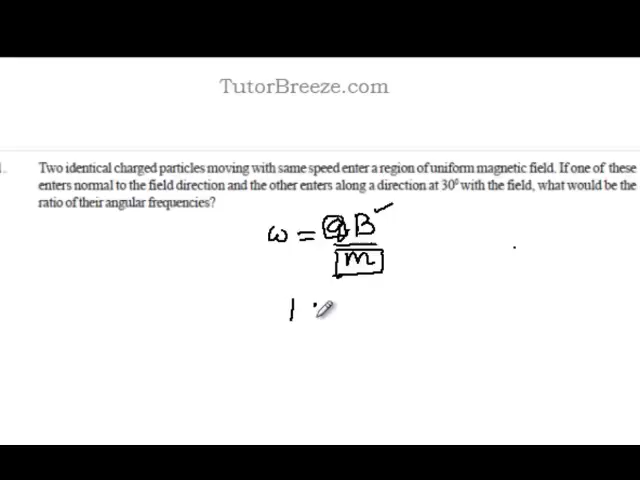 TutorBreeze.com
1. Two identical charged particles moving with same speed enter a region of uniform magnetic field. If one of these
enters normal to the field direction and the other enters along a direction at 30⁰ with the field, what would be the
ratio of their angular frequencies?
ω = qB
m
1 :